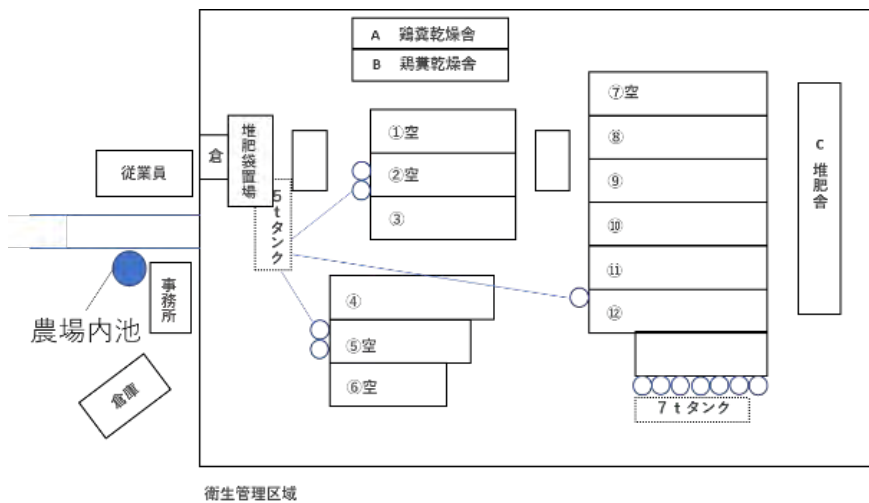 A 鶏糞乾燥舎
B 鶏糞乾燥舎
⑦空
①空
⑧
倉
堆肥袋置場
C 堆肥舎
従業員
②空
⑨
5tタンク
③
⑩
⑪
事務所
④
⑫
農場内池
⑤空
⑥空
倉庫
7tタンク
衛生管理区域